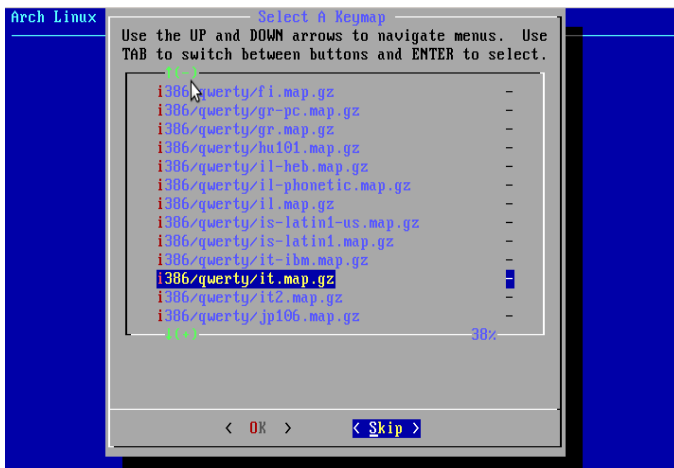 Arch Linux
Select A Keymap
Use the UP and DOWN arrows to navigate menus.  Use
TAB to switch between buttons and ENTER to select.
↑(-)
i386/qwerty/fi.map.gz -
i386/qwerty/gr-pc.map.gz -
i386/qwerty/gr.map.gz -
i386/qwerty/hu101.map.gz -
i386/qwerty/il-heb.map.gz -
i386/qwerty/il-phonetic.map.gz -
i386/qwerty/il.map.gz -
i386/qwerty/is-latin1-us.map.gz -
i386/qwerty/is-latin1.map.gz -
i386/qwerty/it-ibm.map.gz -
i386/qwerty/it.map.gz -
i386/qwerty/it2.map.gz -
i386/qwerty/jp106.map.gz -
↓(+) 38%
< OK > < Skip >